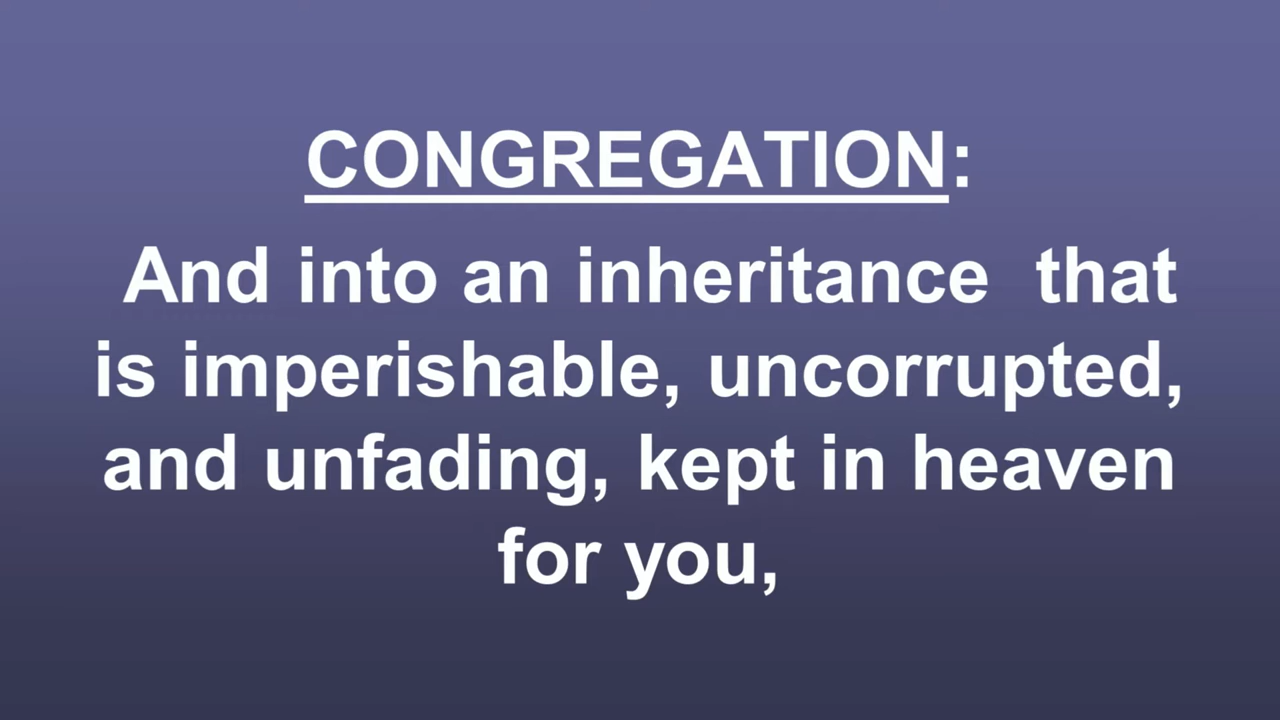 CONGREGATION:
And into an inheritance  that
is imperishable, uncorrupted,
and unfading, kept in heaven
for you,